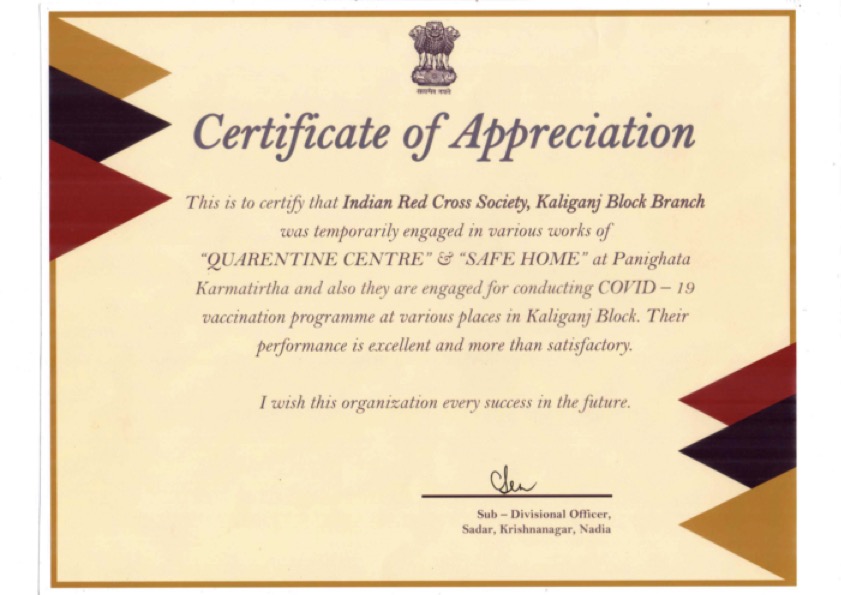 सत्यमेव जयते
Certificate of Appreciation
This is to certify that Indian Red Cross Society, Kaliganj Block Branch
was temporarily engaged in various works of
“QUARENTINE CENTRE” & “SAFE HOME” at Panighata
Karmatirtha and also they are engaged for conducting COVID – 19
vaccination programme at various places in Kaliganj Block. Their
performance is excellent and more than satisfactory.
I wish this organization every success in the future.
Sub – Divisional Officer,
Sadar, Krishnanagar, Nadia